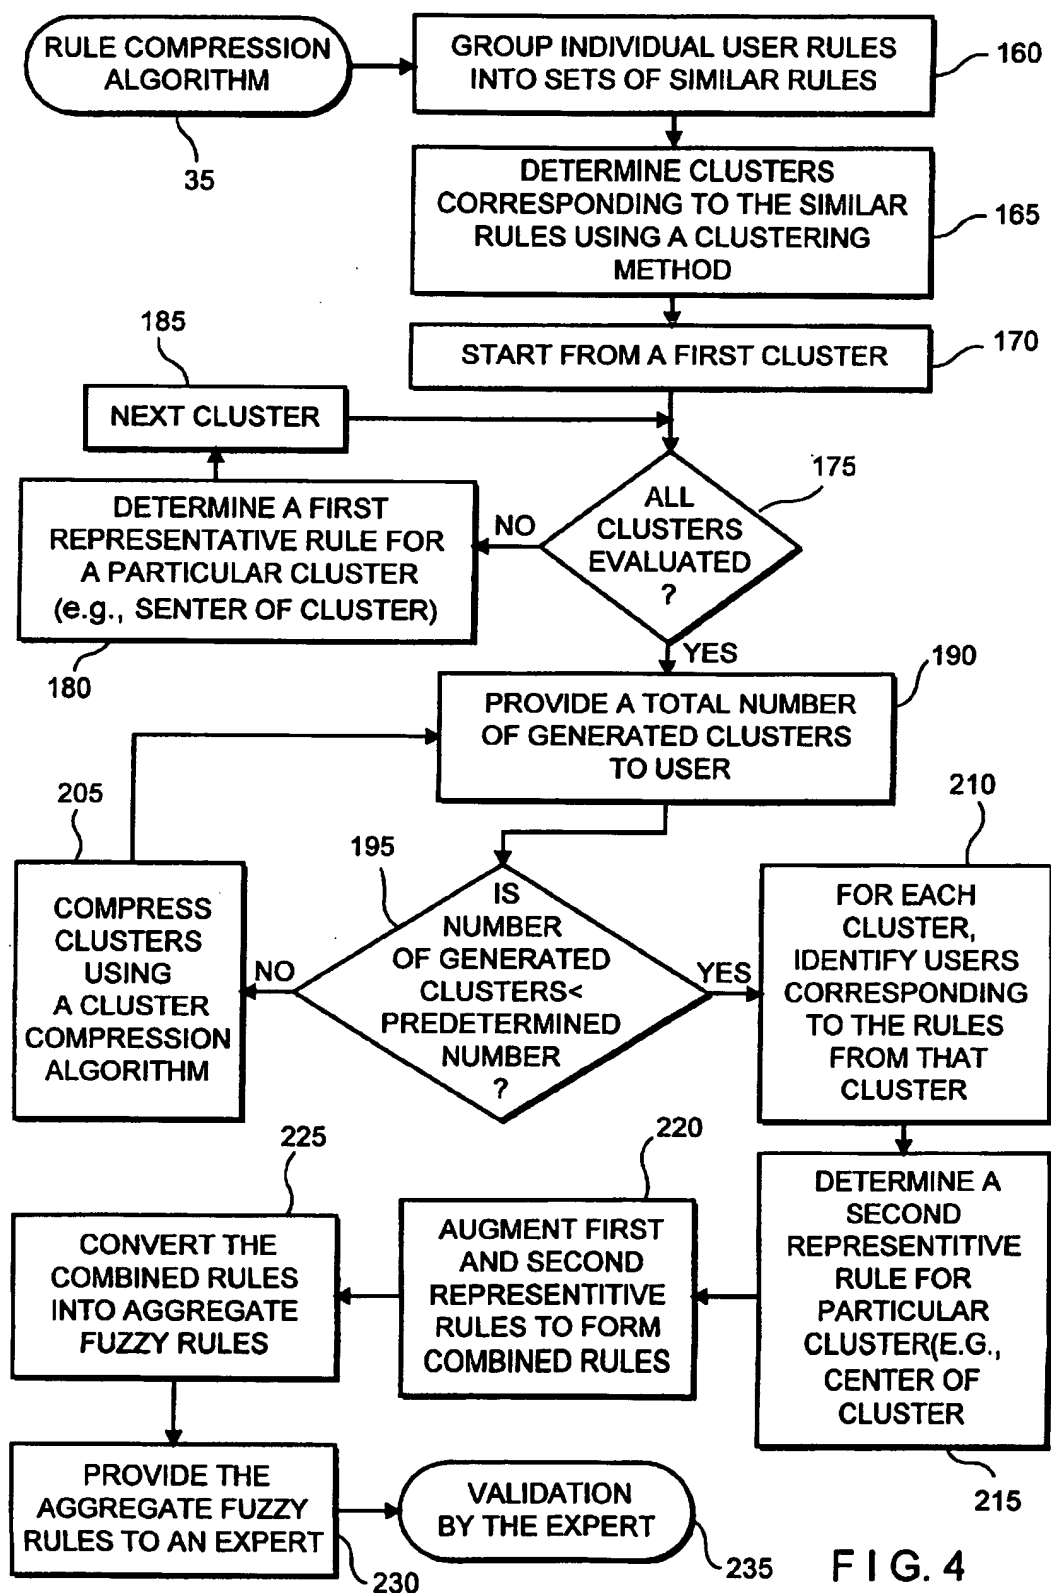 RULE COMPRESSION
ALGORITHM
35
GROUP INDIVIDUAL USER RULES
INTO SETS OF SIMILAR RULES
160
DETERMINE CLUSTERS
CORRESPONDING TO THE SIMILAR
RULES USING A CLUSTERING
METHOD
165
START FROM A FIRST CLUSTER
170
185
NEXT CLUSTER
ALL
CLUSTERS
EVALUATED
?
175
NO
DETERMINE A FIRST
REPRESENTATIVE RULE FOR
A PARTICULAR CLUSTER
(e.g., SENTER OF CLUSTER)
180
YES
PROVIDE A TOTAL NUMBER
OF GENERATED CLUSTERS
TO USER
190
195
IS
NUMBER
OF GENERATED
CLUSTERS<
PREDETERMINED
NUMBER
?
NO
205
COMPRESS
CLUSTERS
USING
A CLUSTER
COMPRESSION
ALGORITHM
YES
210
FOR EACH
CLUSTER,
IDENTIFY USERS
CORRESPONDING
TO THE RULES
FROM THAT
CLUSTER
DETERMINE A
SECOND
REPRESENTITIVE
RULE FOR
PARTICULAR
CLUSTER(E.G.,
CENTER OF
CLUSTER
215
220
AUGMENT FIRST
AND SECOND
REPRESENTITIVE
RULES TO FORM
COMBINED RULES
225
CONVERT THE
COMBINED RULES
INTO AGGREGATE
FUZZY RULES
PROVIDE THE
AGGREGATE FUZZY
RULES TO AN EXPERT
230
VALIDATION
BY THE EXPERT
235
FIG. 4